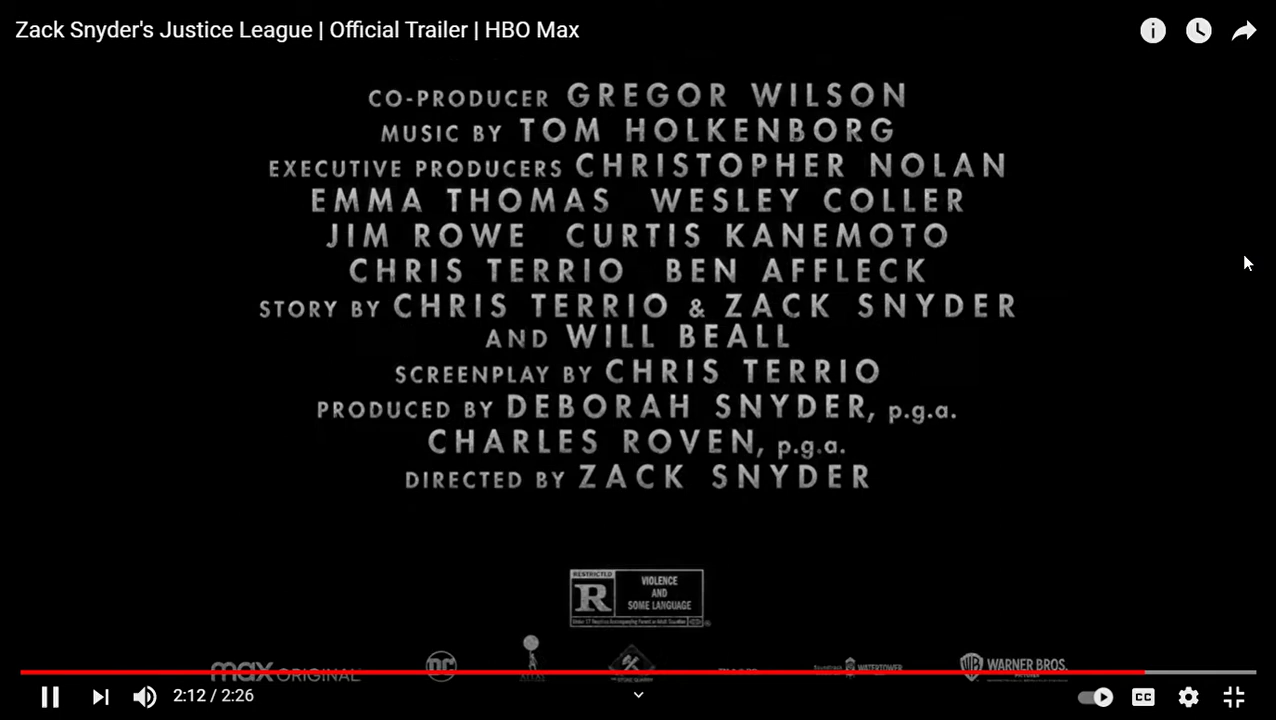 Zack Snyder's Justice League | Official Trailer | HBO Max
CO-PRODUCER GREGOR WILSON
MUSIC BY TOM HOLKENBORG
EXECUTIVE PRODUCERS CHRISTOPHER NOLAN
EMMA THOMAS WESLEY COLLER
JIM ROWE CURTIS KANEMOTO
CHRIS TERRIO BEN AFFLECK
STORY BY CHRIS TERRIO & ZACK SNYDER
AND WILL BEALL
SCREENPLAY BY CHRIS TERRIO
PRODUCED BY DEBORAH SNYDER, p.g.a.
CHARLES ROVEN, p.g.a.
DIRECTED BY ZACK SNYDER
RESTRICTED
R
VIOLENCE
AND
SOME LANGUAGE
max ORIGINAL DC WATERTOWER WB WARNER BROS.
2:12 / 2:26 CC